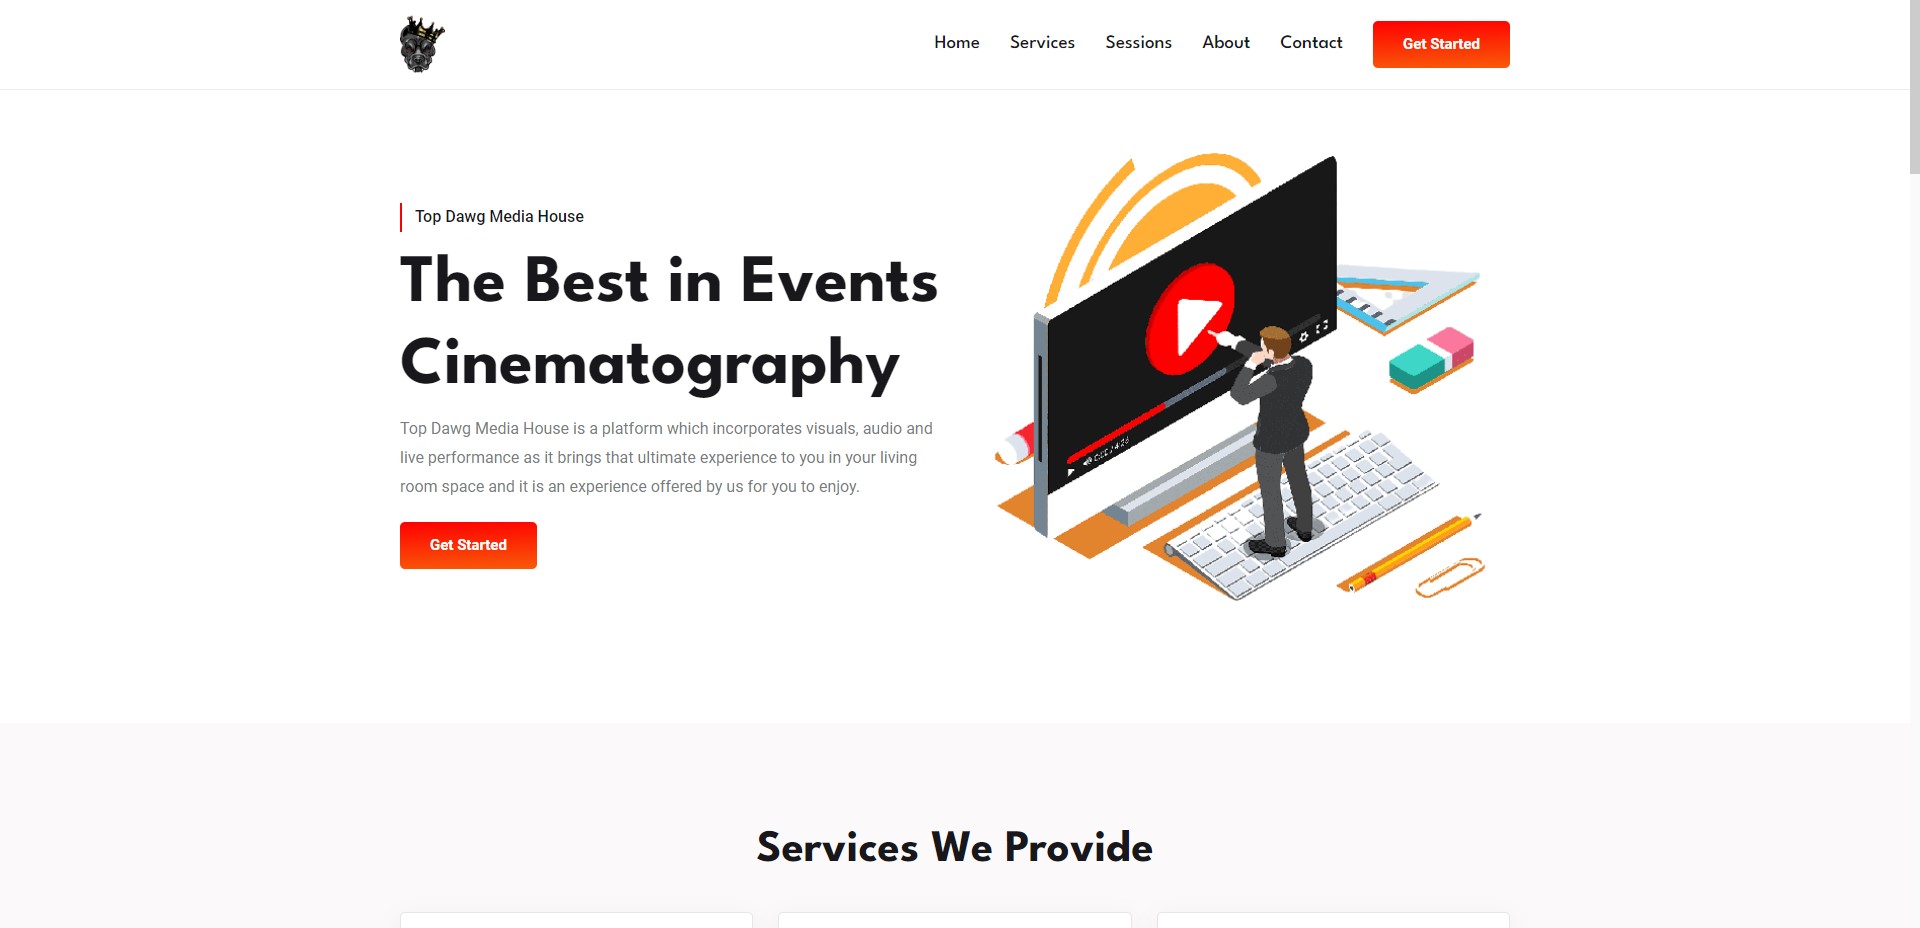 Home Services Sessions About Contact Get Started
Top Dawg Media House
The Best in Events
Cinematography
Top Dawg Media House is a platform which incorporates visuals, audio and
live performance as it brings that ultimate experience to you in your living
room space and it is an experience offered by us for you to enjoy.
Get Started
Services We Provide